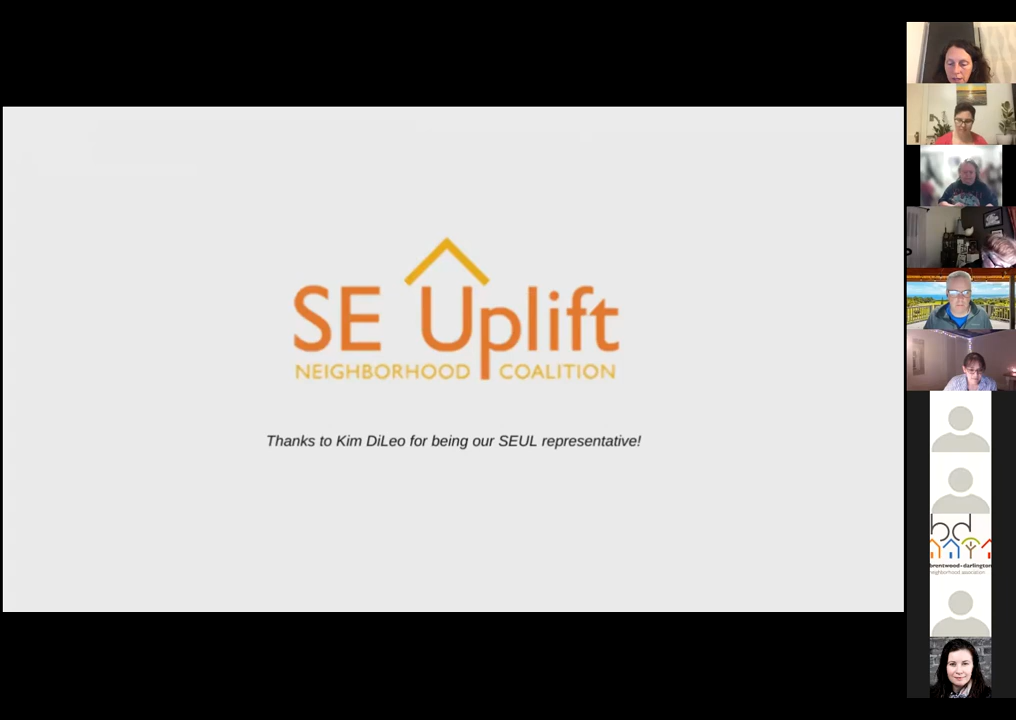 SE Uplift
NEIGHBORHOOD COALITION
Thanks to Kim DiLeo for being our SEUL representative!
bd
brentwood-darlington
neighborhood association